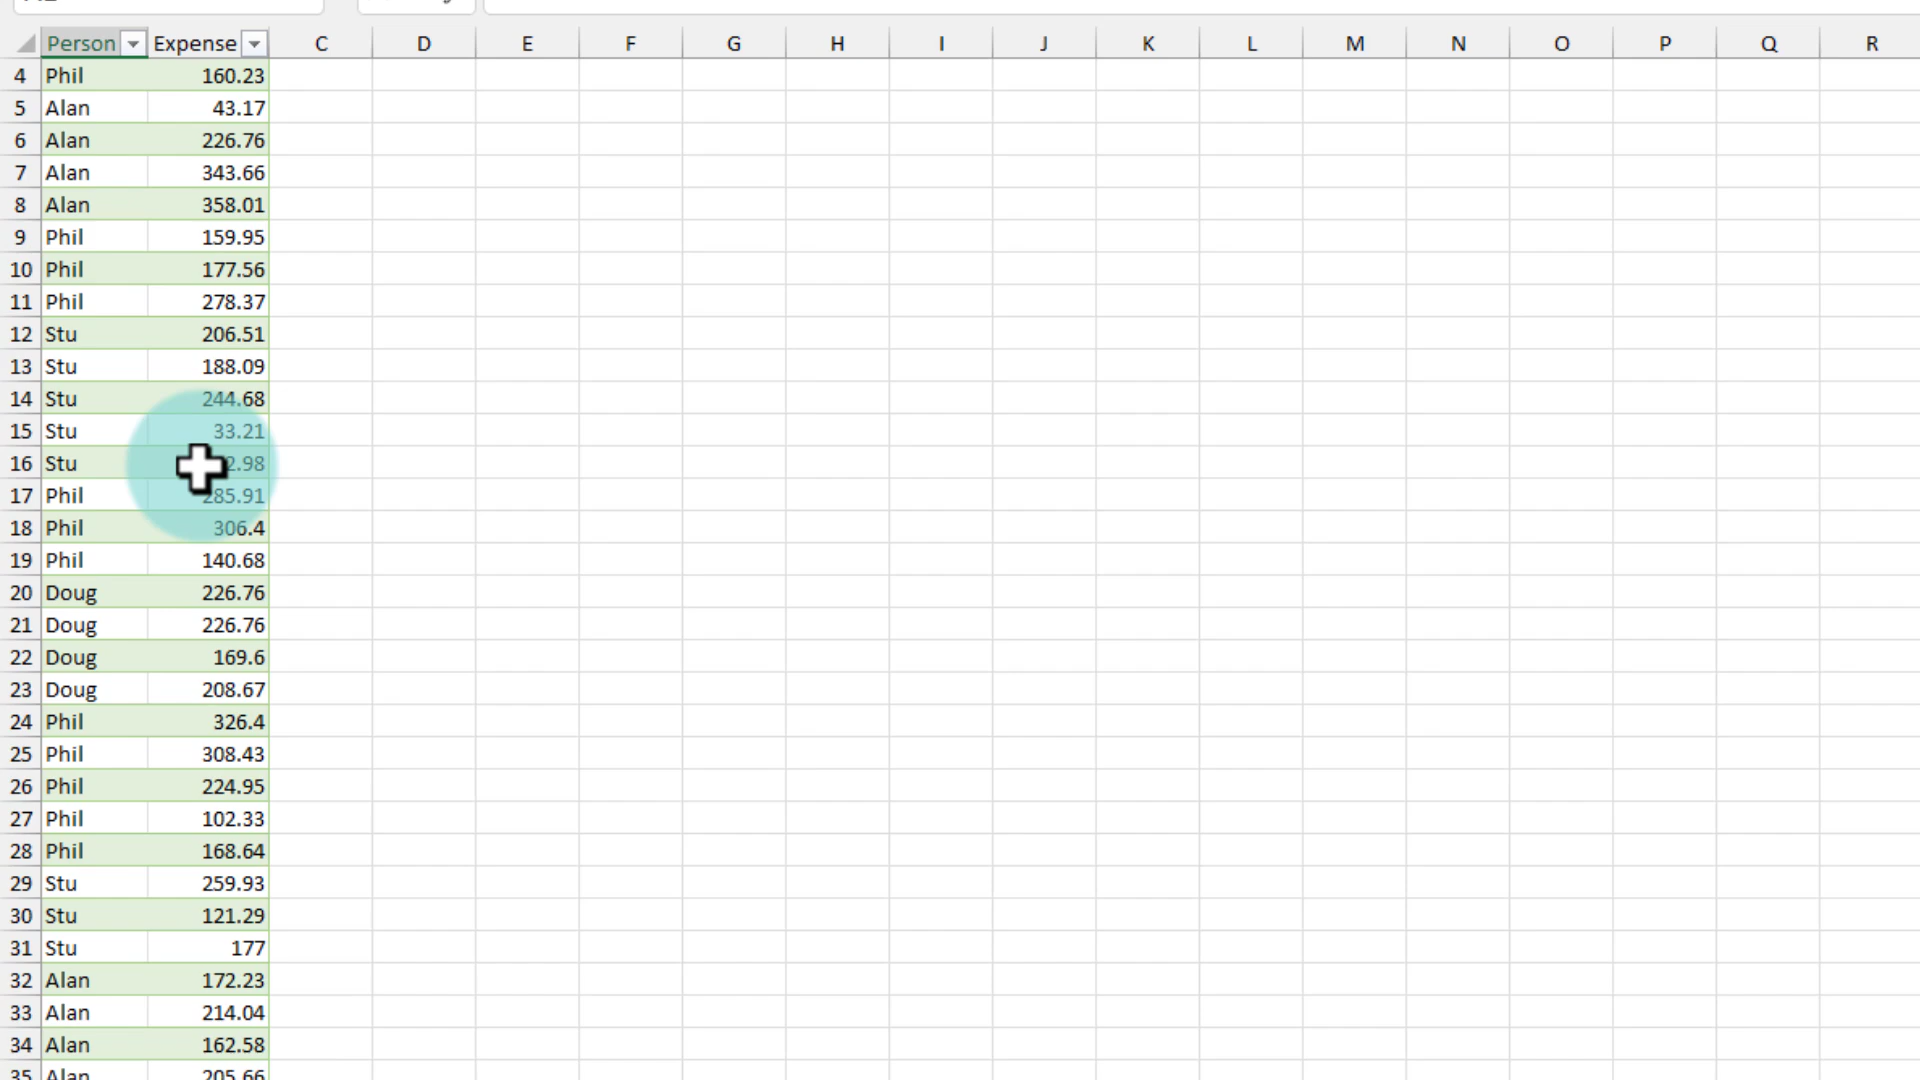 Person Expense C D E F G H I J K L M N O P Q R
4 Phil 160.23
5 Alan 43.17
6 Alan 226.76
7 Alan 343.66
8 Alan 358.01
9 Phil 159.95
10 Phil 177.56
11 Phil 278.37
12 Stu 206.51
13 Stu 188.09
14 Stu 244.68
15 Stu 33.21
16 Stu
17 Phil 285.91
18 Phil 306.4
19 Phil 140.68
20 Doug 226.76
21 Doug 226.76
22 Doug 169.6
23 Doug 208.67
24 Phil 326.4
25 Phil 308.43
26 Phil 224.95
27 Phil 102.33
28 Phil 168.64
29 Stu 259.93
30 Stu 121.29
31 Stu 177
32 Alan 172.23
33 Alan 214.04
34 Alan 162.58
35 Alan 205.66